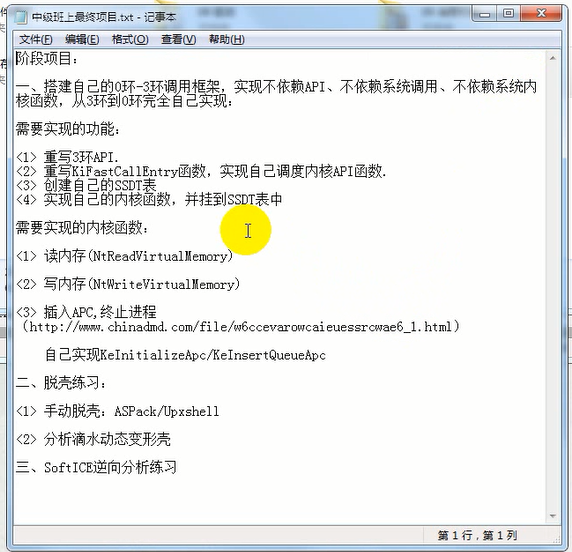 中级班上最终项目.txt - 记事本
文件(F) 编辑(E) 格式(O) 查看(V) 帮助(H)
阶段项目：
一、搭建自己的0环-3环调用框架，实现不依赖API、不依赖系统调用、不依赖系统内
核函数，从3环到0环完全自己实现：
需要实现的功能：
<1> 重写3环API.
<2> 重写KiFastCallEntry函数，实现自己调度内核API函数.
<3> 创建自己的SSDT表
<4> 实现自己的内核函数，并挂到SSDT表中
需要实现的内核函数：
<1> 读内存(NtReadVirtualMemory)
<2> 写内存(NtWriteVirtualMemory)
<3> 插入APC,终止进程
(http://www.chinadmd.com/file/w6ccevarowcaieuessrcwae6_1.html)
自己实现KeInitializeApc/KeInsertQueueApc
二、脱壳练习：
<1> 手动脱壳：ASPack/Upxshell
<2> 分析滴水动态变形壳
三、SoftICE逆向分析练习
第 1 行，第 1 列